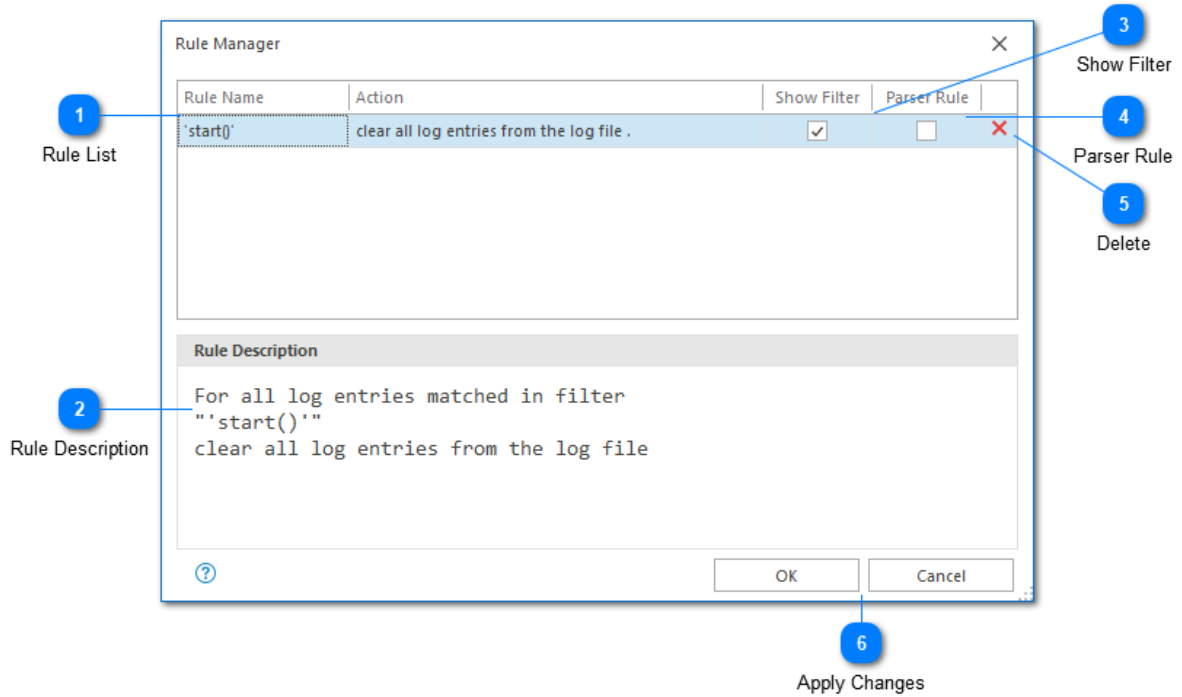 3
Rule Manager
Show Filter
Rule Name Action Show Filter Parser Rule
1
'start()' clear all log entries from the log file .
4
Rule List
Parser Rule
5
Delete
Rule Description
For all log entries matched in filter
2
"'start()'"
Rule Description
clear all log entries from the log file
?
OK Cancel
6
Apply Changes